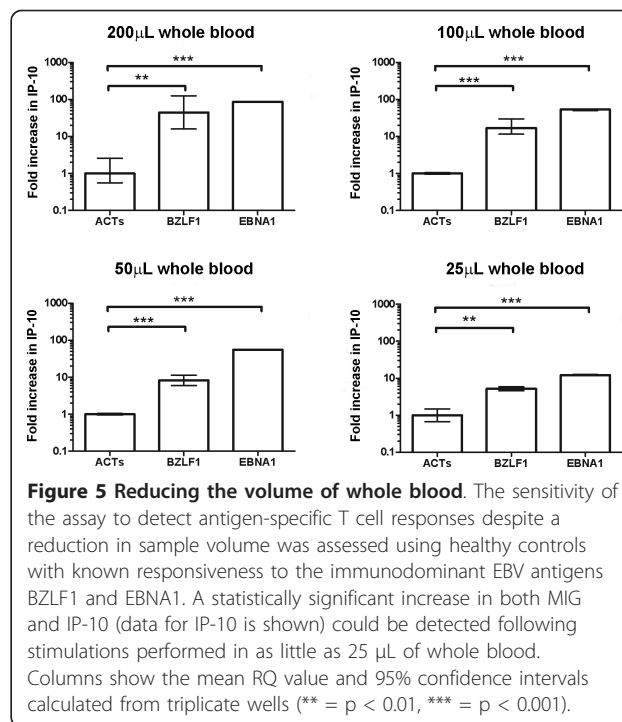 200µL whole blood
***
**
Fold increase in IP-10
1000
100
10
1
0.1
ACTs BZLF1 EBNA1
100µL whole blood
***
***
Fold increase in IP-10
1000
100
10
1
0.1
ACTs BZLF1 EBNA1
50µL whole blood
***
***
Fold increase in IP-10
1000
100
10
1
0.1
ACTs BZLF1 EBNA1
25µL whole blood
***
**
Fold increase in IP-10
1000
100
10
1
0.1
ACTs BZLF1 EBNA1
Figure 5 Reducing the volume of whole blood. The sensitivity of
the assay to detect antigen-specific T cell responses despite a
reduction in sample volume was assessed using healthy controls
with known responsiveness to the immunodominant EBV antigens
BZLF1 and EBNA1. A statistically significant increase in both MIG
and IP-10 (data for IP-10 is shown) could be detected following
stimulations performed in as little as 25 µL of whole blood.
Columns show the mean RQ value and 95% confidence intervals
calculated from triplicate wells (** = p < 0.01, *** = p < 0.001).